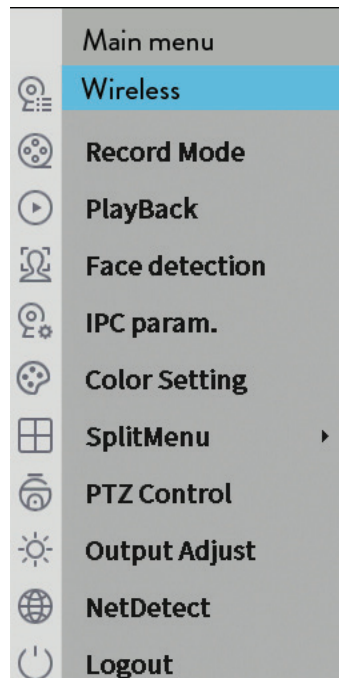 Main menu
Wireless
Record Mode
PlayBack
Face detection
IPC param.
Color Setting
SplitMenu
PTZ Control
Output Adjust
NetDetect
Logout